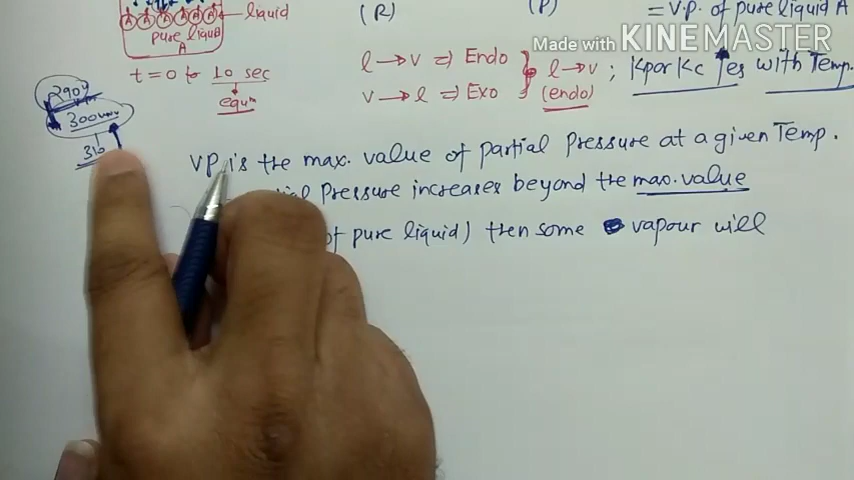 liquid
pure liquid
A
(R)
(P)
= V.P. of pure liquid A
Made with KINEMASTER
t = 0 to 10 sec
equm
l → v ⇒ Endo
v → l ⇒ Exo
l → v ; Kp or Kc ↑es with Temp.
(endo)
290
300
310
VP is the max. value of partial Pressure at a given Temp.
Pressure increases beyond the max. value
of pure liquid) then some vapour will